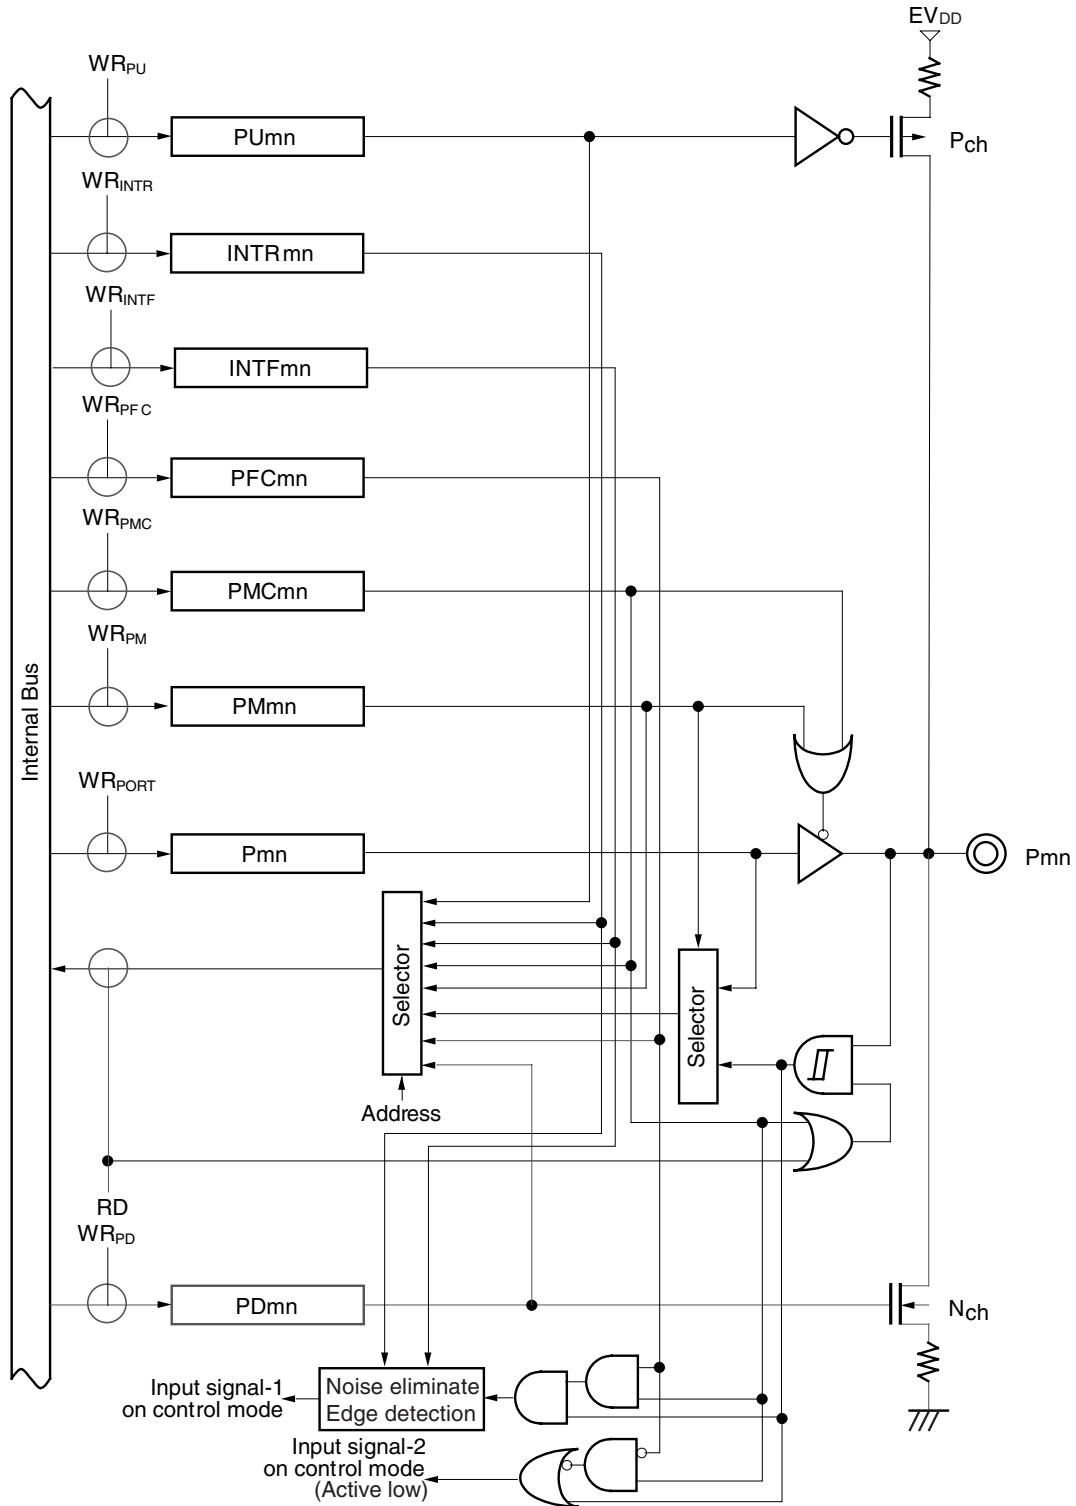 EVDD
WRPU
PUmn
Pch
WRINTR
INTRmn
WRINTF
INTFmn
WRPFC
PFCmn
WRPMC
PMCmn
WRPM
PMmn
Internal Bus
WRPORT
Pmn
Pmn
Selector
Selector
Address
RD
WRPD
PDmn
Nch
Noise eliminate
Edge detection
Input signal-1
on control mode
Input signal-2
on control mode
(Active low)